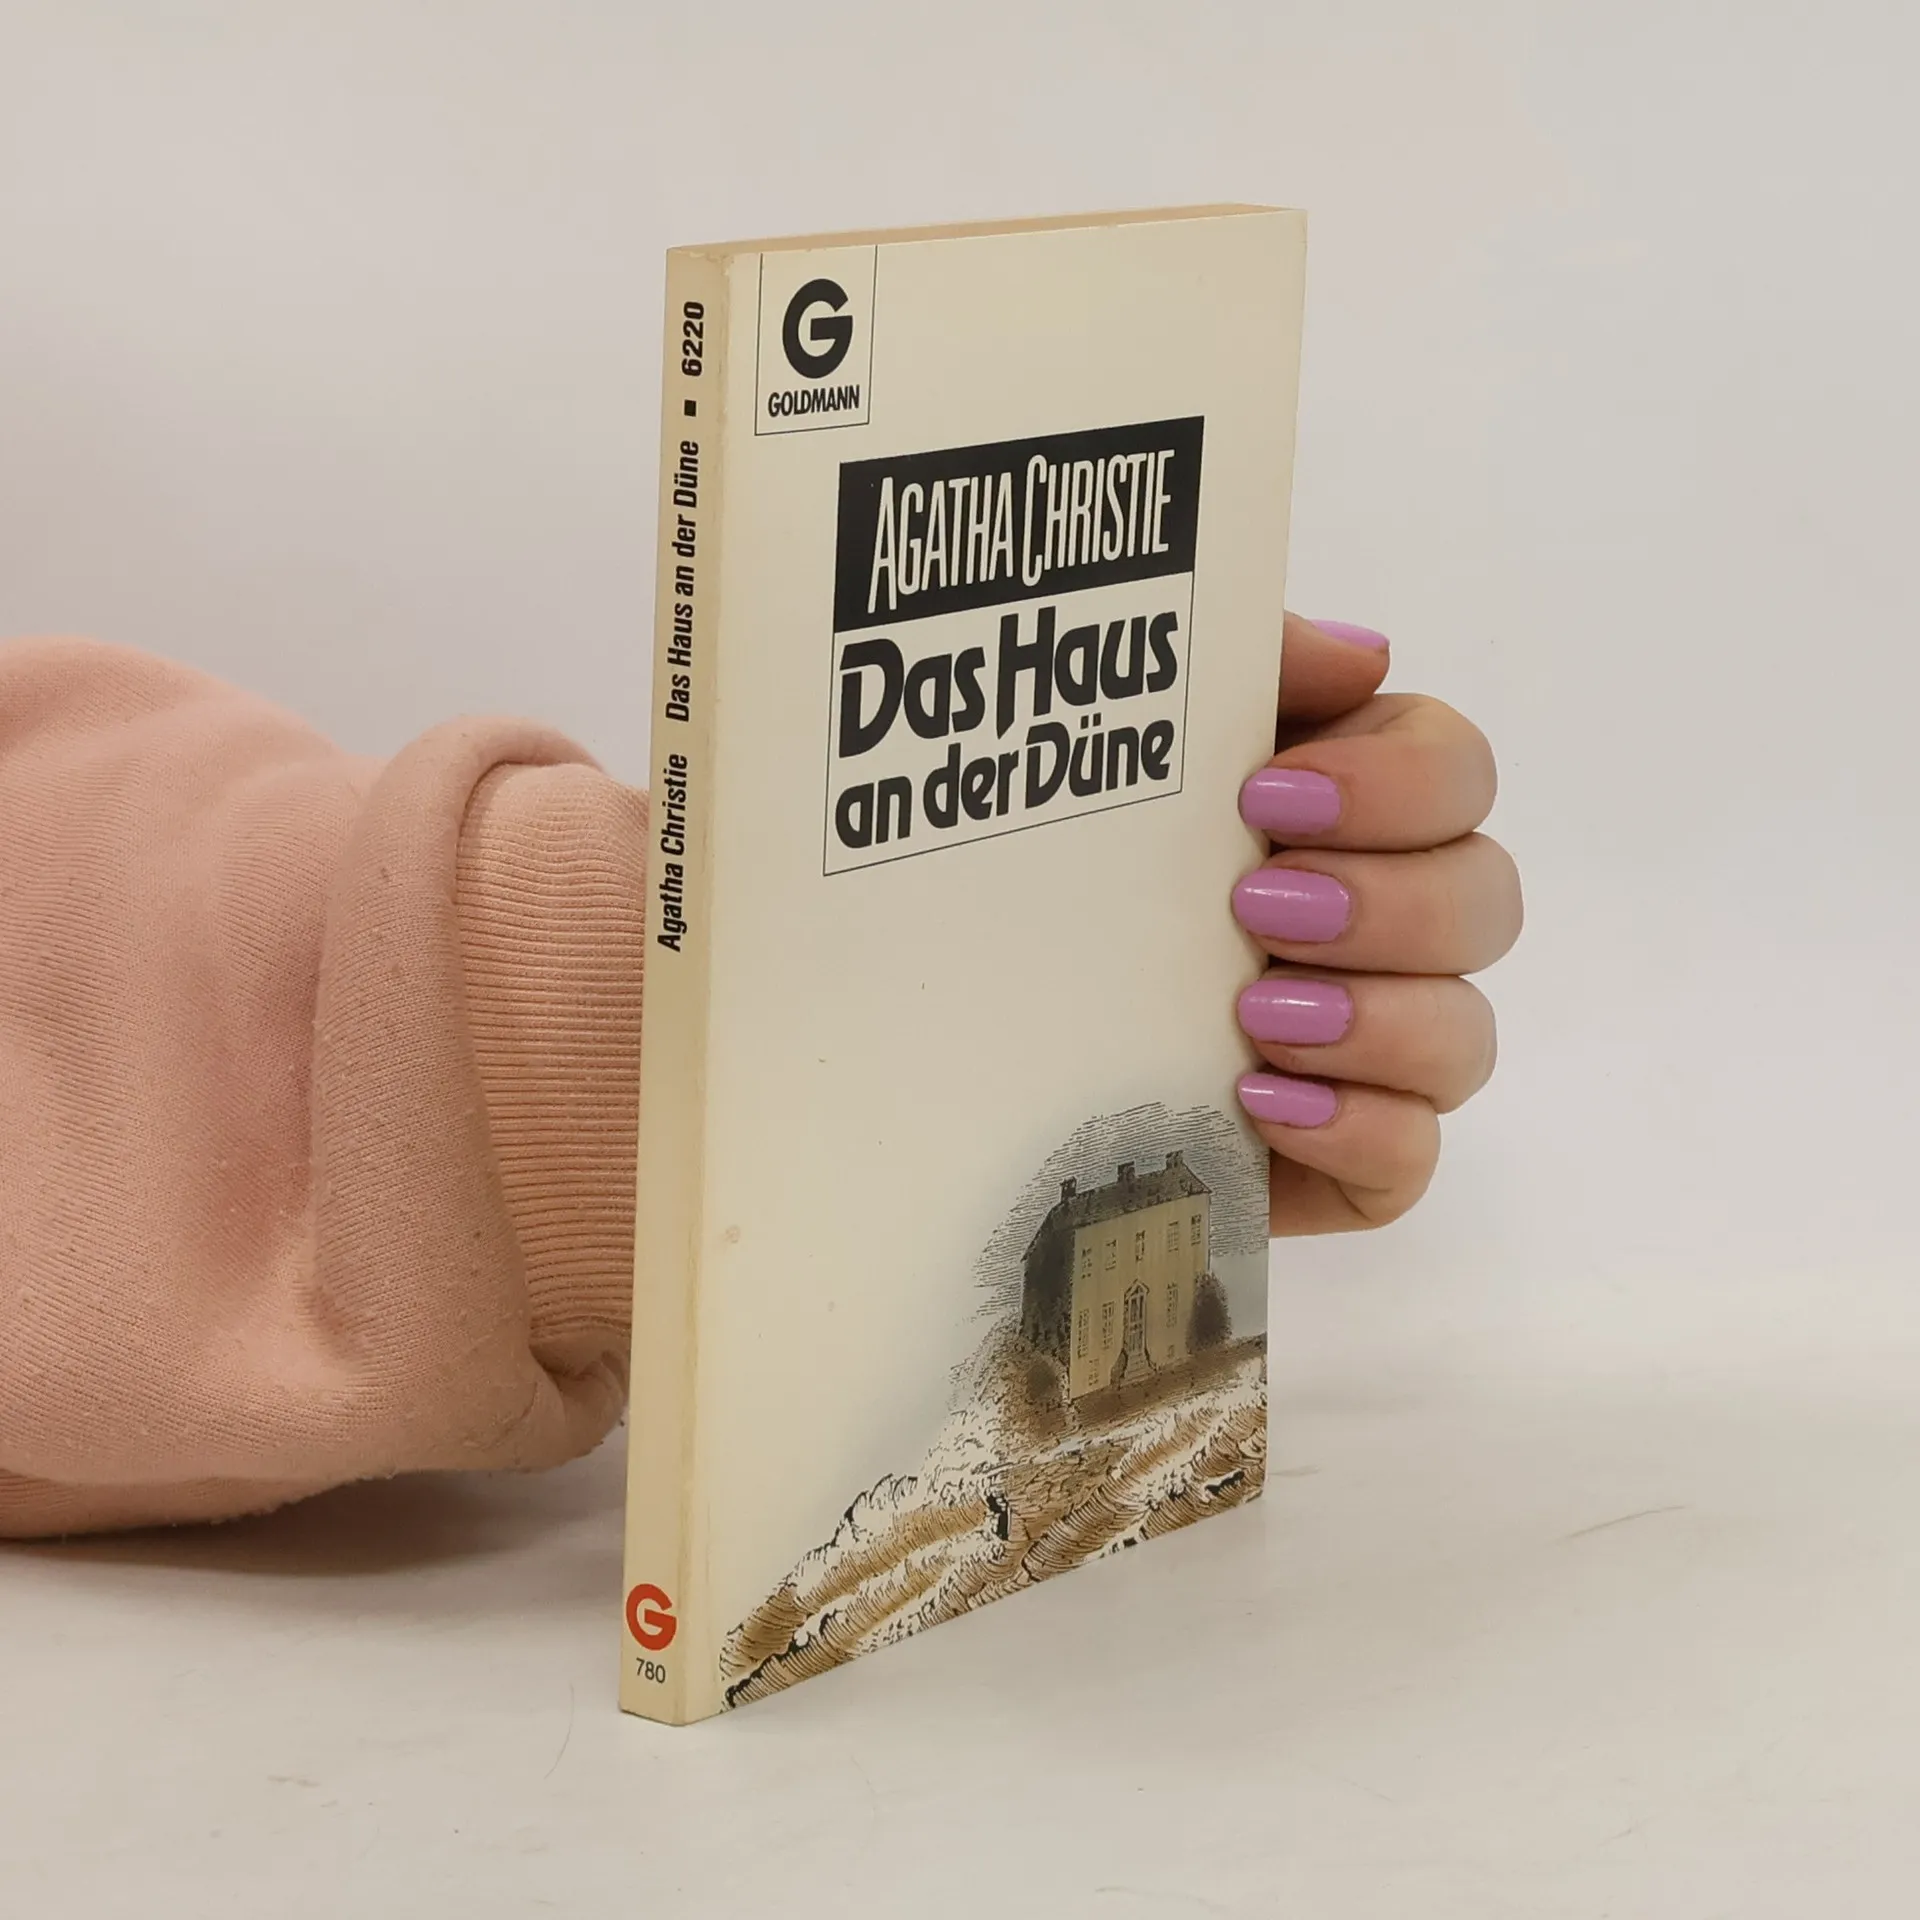 Agatha Christie Das Haus an der Düne ■ 6220
G
780
G
GOLDMANN
AGATHA CHRISTIE
Das Haus
an der Düne